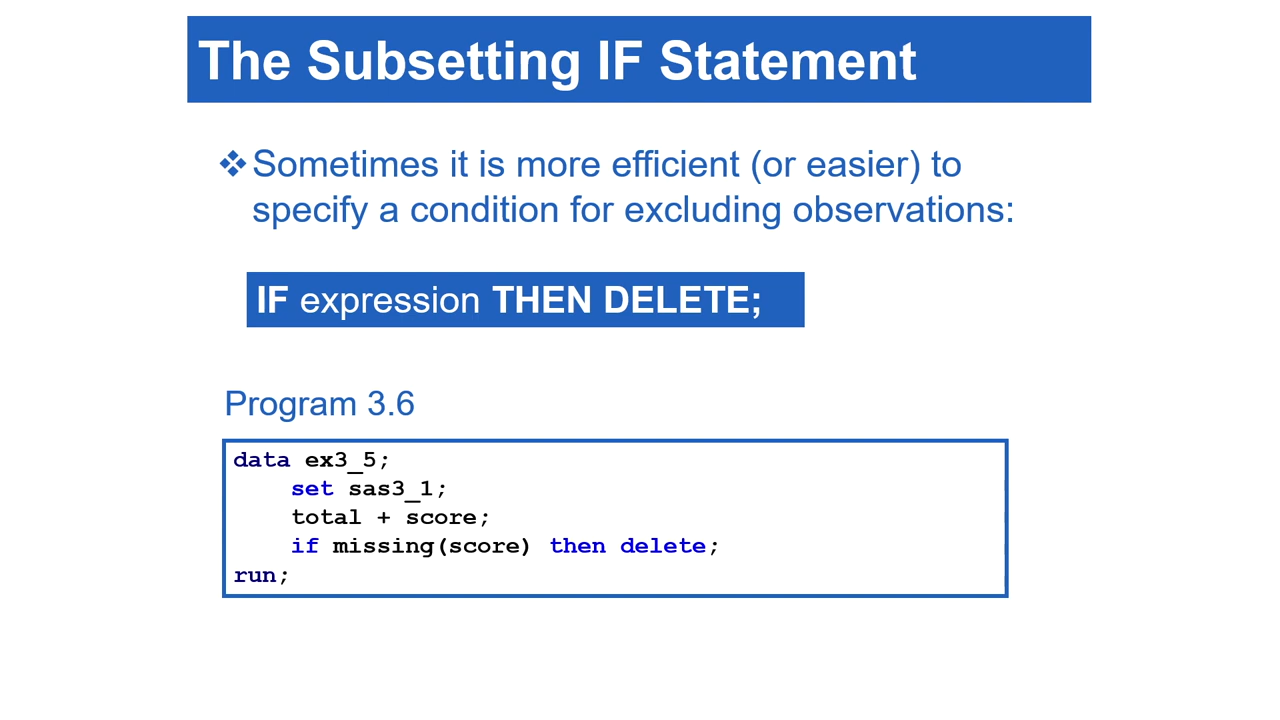 The Subsetting IF Statement
❖ Sometimes it is more efficient (or easier) to
specify a condition for excluding observations:
IF expression THEN DELETE;
Program 3.6
data ex3_5;
    set sas3_1;
    total + score;
    if missing(score) then delete;
run;